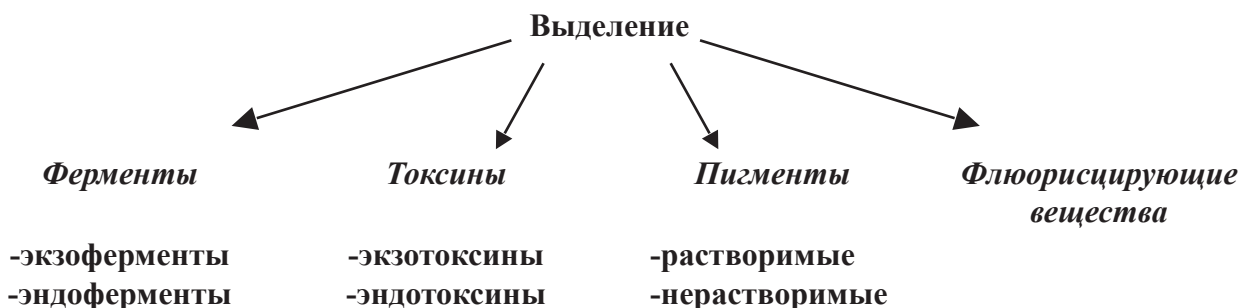 Выделение
Ферменты Токсины Пигменты Флюорисцирующие
вещества
-экзоферменты -экзотоксины -растворимые
-эндоферменты -эндотоксины -нерастворимые